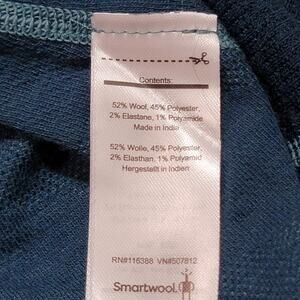 Contents:
52% Wool, 45% Polyester,
2% Elastane, 1% Polyamide
Made in India
52% Wolle, 45% Polyester,
2% Elasthan, 1% Polyamid
Hergestellt in Indien
RN#116388 VN#507812
Smartwool